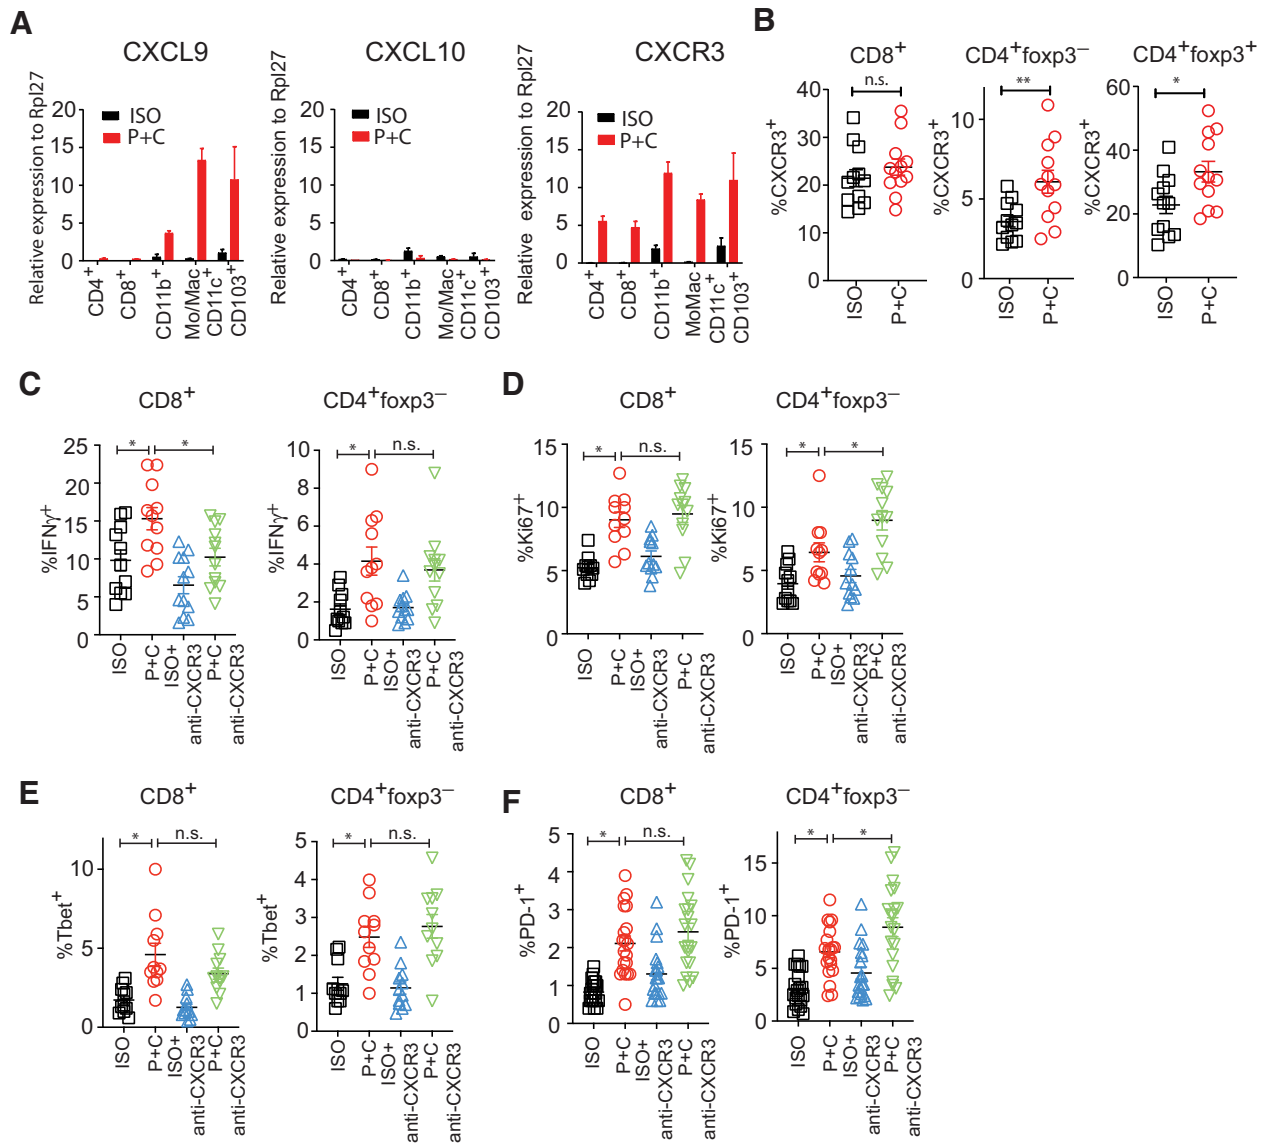 A
CXCL9
Relative expression to Rpl27
20
15
10
5
0
ISO
P+C
CD4+
CD8+
CD11b+
MoMac
CD11c+
CD103+
CXCL10
Relative expression to Rpl27
20
15
10
5
0
ISO
P+C
CD4+
CD8+
CD11b+
MoMac
CD11c+
CD103+
CXCR3
Relative expression to Rpl27
20
15
10
5
0
ISO
P+C
CD4+
CD8+
CD11b+
MoMac
CD11c+
CD103+
B
CD8+
n.s.
%CXCR3+
40
30
20
10
0
ISO
P+C
CD4+foxp3−
**
%CXCR3+
10
5
0
ISO
P+C
CD4+foxp3+
*
%CXCR3+
60
40
20
0
ISO
P+C
C
CD8+
* *
%IFNγ+
25
20
15
10
5
0
ISO
P+C
ISO+
anti-CXCR3
P+C
anti-CXCR3
CD4+foxp3−
* n.s.
%IFNγ+
10
8
6
4
2
0
ISO
P+C
ISO+
anti-CXCR3
P+C
anti-CXCR3
D
CD8+
* n.s.
%Ki67+
15
10
5
0
ISO
P+C
ISO+
anti-CXCR3
P+C
anti-CXCR3
CD4+foxp3−
* *
%Ki67+
15
10
5
0
ISO
P+C
ISO+
anti-CXCR3
P+C
anti-CXCR3
E
CD8+
* n.s.
%Tbet+
10
5
0
ISO
P+C
ISO+
anti-CXCR3
P+C
anti-CXCR3
CD4+foxp3−
* n.s.
%Tbet+
5
4
3
2
1
0
ISO
P+C
ISO+
anti-CXCR3
P+C
anti-CXCR3
F
CD8+
* n.s.
%PD-1+
5
4
3
2
1
0
ISO
P+C
ISO+
anti-CXCR3
P+C
anti-CXCR3
CD4+foxp3−
* *
%PD-1+
15
10
5
0
ISO
P+C
ISO+
anti-CXCR3
P+C
anti-CXCR3